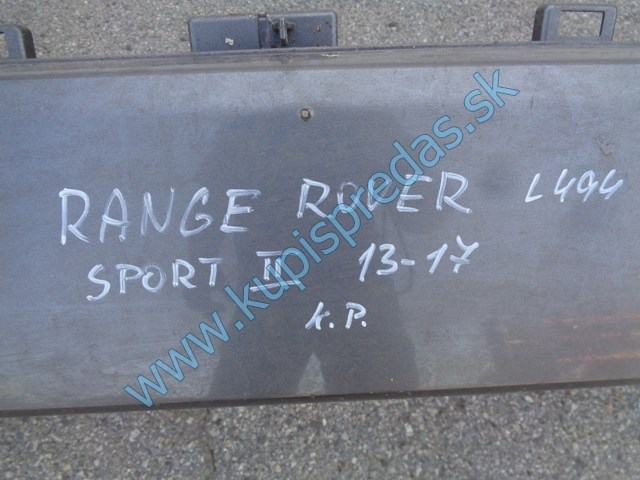 RANGE ROVER L494
SPORT II 13-17
K.P.
www.kupispredas.sk